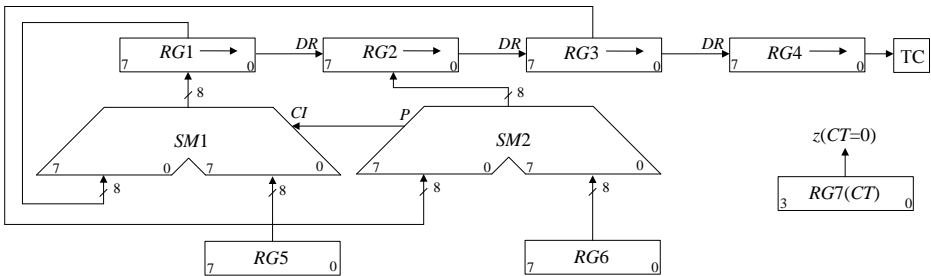 RG1 DR RG2 DR RG3 DR RG4 TC
7 0 7 0 7 0 7 0
8 8
CI P
SM1 SM2 z(CT=0)
7 0 7 0 7 0 7 0
8 8 8 8
RG7(CT)
3 0
RG5 RG6
7 0 7 0